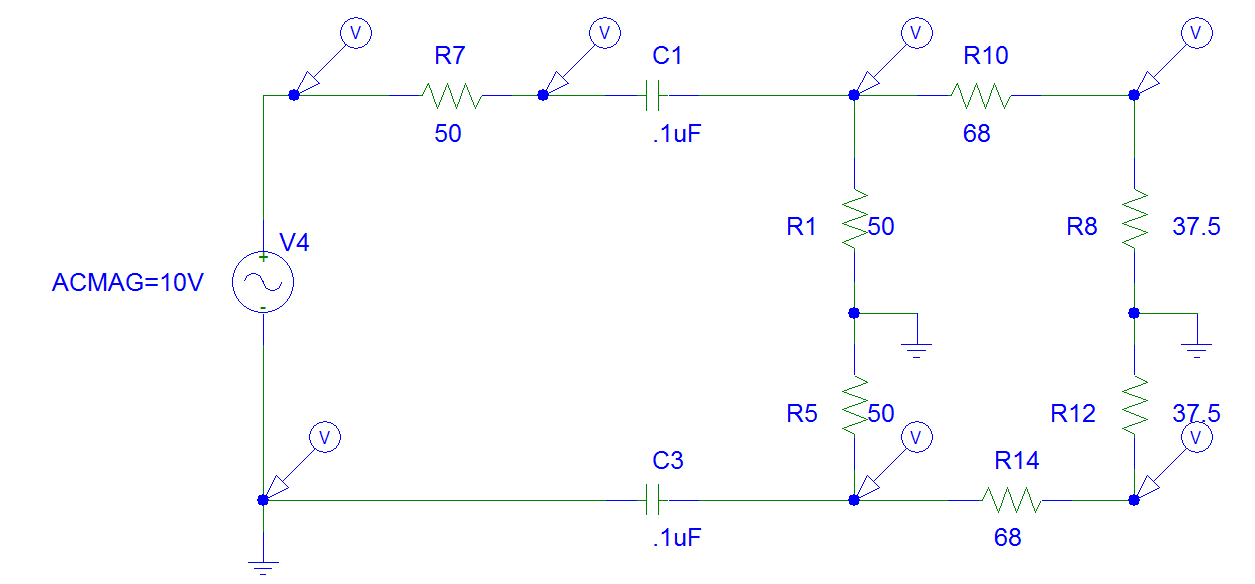 V
V
V
V
R7
C1
R10
50
.1uF
68
R1
50
R8
37.5
V4
+
ACMAG=10V
-
R5
50
R12
37.5
V
V
V
C3
R14
.1uF
68